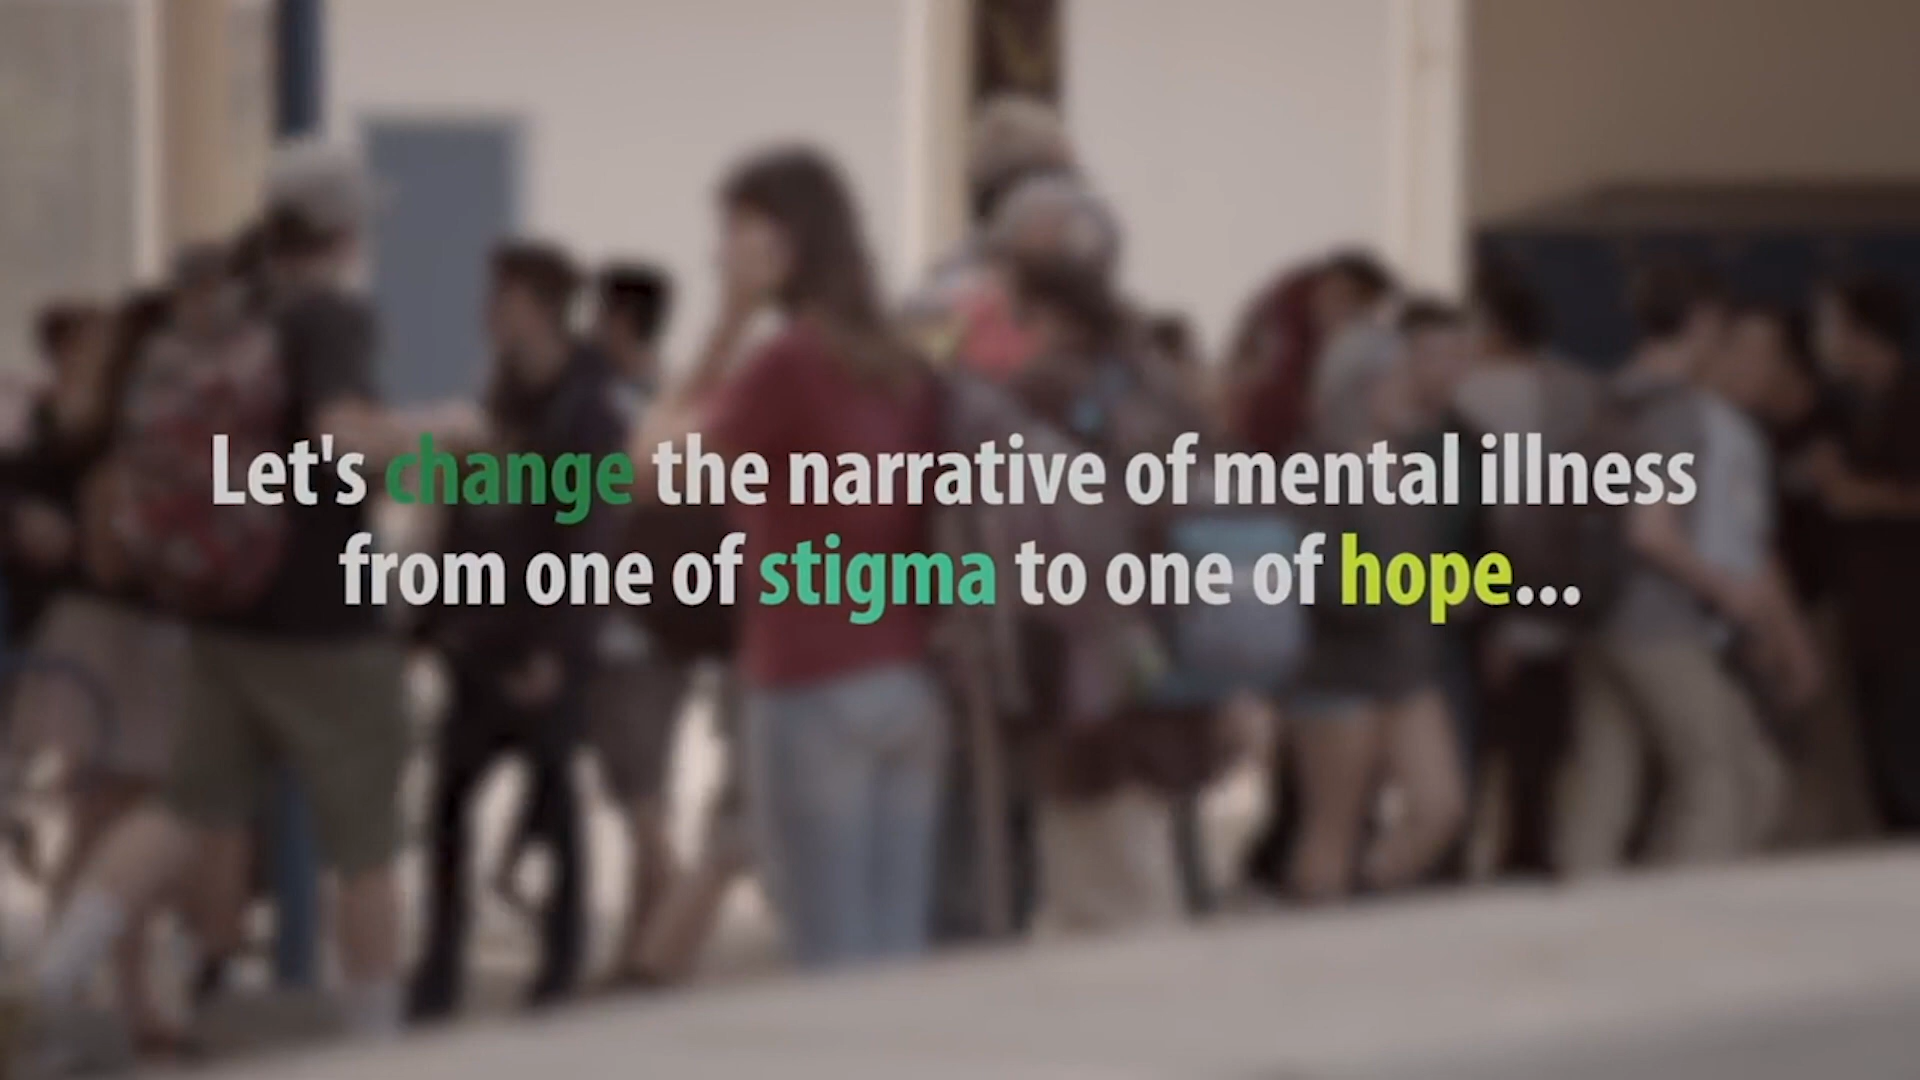 Let's change the narrative of mental illness
from one of stigma to one of hope...